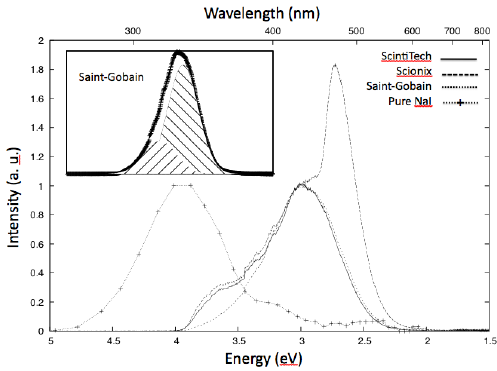 Wavelength (nm)
300 400 500 600 700 800
2
1.8
1.6
1.4
1.2
1
0.8
0.6
0.4
0.2
0
Intensity (a. u.)
Saint-Gobain
ScintiTech
Scionix
Saint-Gobain
Pure NaI
5 4.5 4 3.5 3 2.5 2 1.5
Energy (eV)